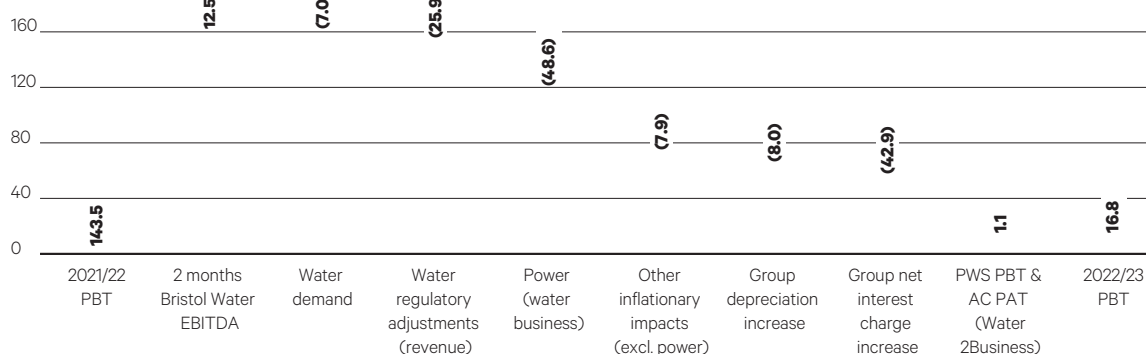 160
120
80
40
0
143.5
12.5
(7.0
(25.9
(48.6)
(7.9)
(8.0)
(42.9)
1.1
16.8
2021/22
PBT
2 months
Bristol Water
EBITDA
Water
demand
Water
regulatory
adjustments
(revenue)
Power
(water
business)
Other
inflationary
impacts
(excl. power)
Group
depreciation
increase
Group net
interest
charge
increase
PWS PBT &
AC PAT
(Water
2Business)
2022/23
PBT